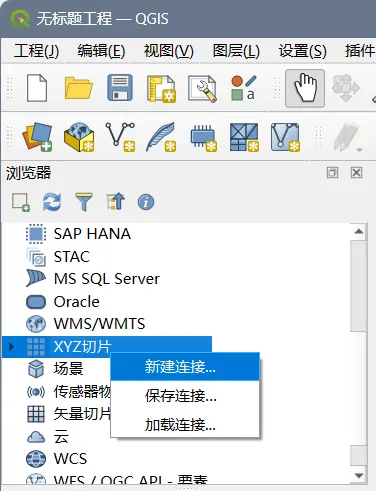 无标题工程 — QGIS
工程(J) 编辑(E) 视图(V) 图层(L) 设置(S) 插件
浏览器
SAP HANA
STAC
MS SQL Server
Oracle
WMS/WMTS
XYZ切片
新建连接...
场景
保存连接...
传感器物
矢量切片
加载连接...
云
WCS
WFS / OGC API - 要素